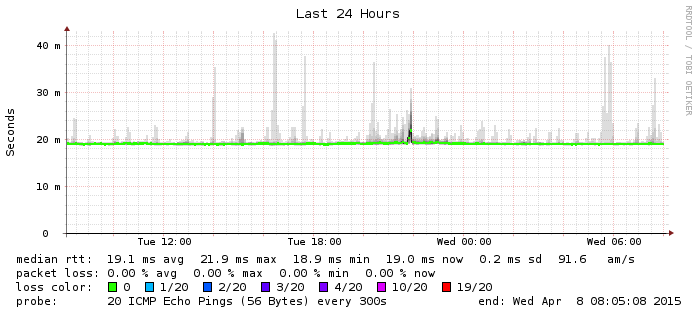 Last 24 Hours
RRDTOOL / TOBI OETIKER
Seconds
40 m
30 m
20 m
10 m
0
Tue 12:00 Tue 18:00 Wed 00:00 Wed 06:00
median rtt: 19.1 ms avg 21.9 ms max 18.9 ms min 19.0 ms now 0.2 ms sd 91.6 am/s
packet loss: 0.00 % avg 0.00 % max 0.00 % min 0.00 % now
loss color: 0 1/20 2/20 3/20 4/20 10/20 19/20
probe: 20 ICMP Echo Pings (56 Bytes) every 300s end: Wed Apr 8 08:05:08 2015